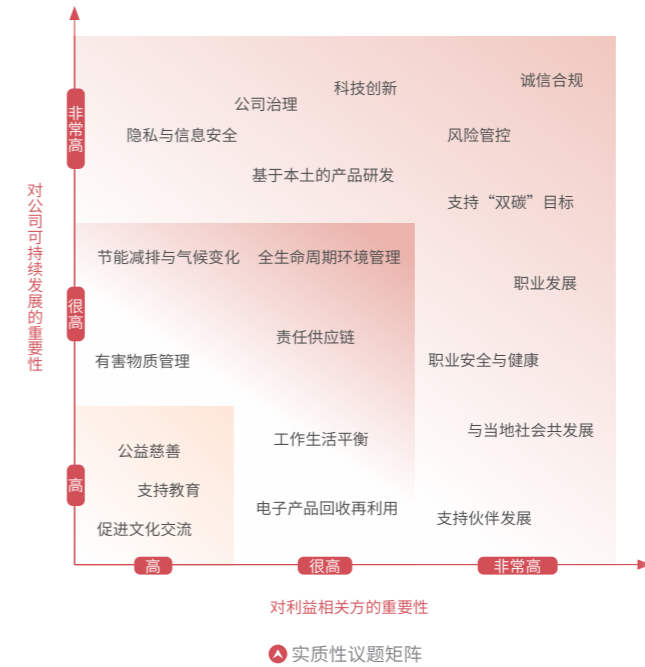 诚信合规
科技创新
公司治理
隐私与信息安全
风险管控
基于本土的产品研发
支持“双碳”目标
节能减排与气候变化
全生命周期环境管理
职业发展
责任供应链
有害物质管理
职业安全与健康
与当地社会共发展
工作生活平衡
公益慈善
支持教育
电子产品回收再利用
支持伙伴发展
促进文化交流
对公司可持续发展的重要性
非常高
很高
高
高
很高
非常高
对利益相关方的重要性
实质性议题矩阵